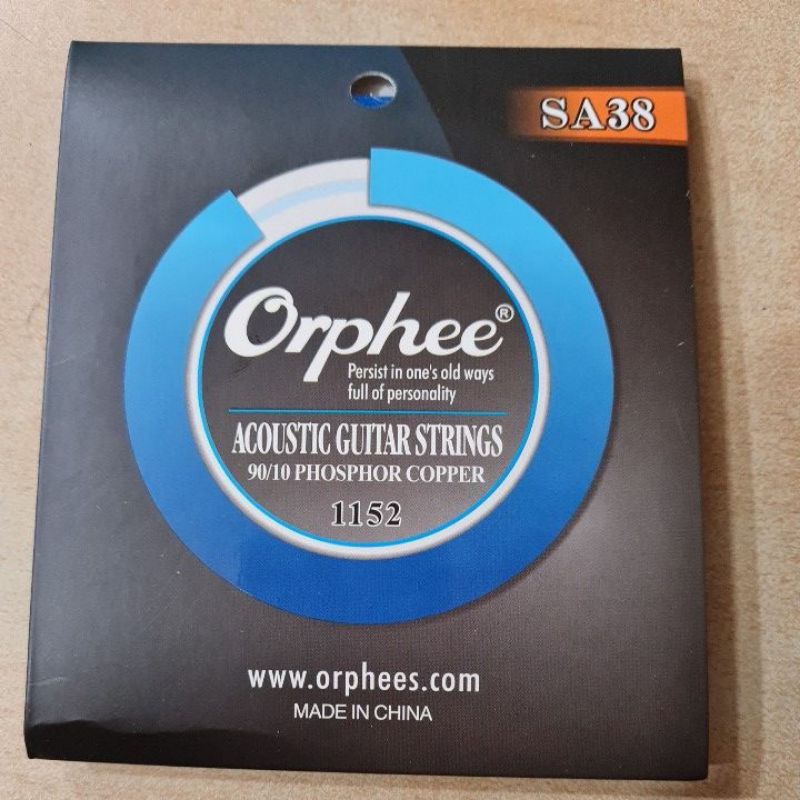 SA38
Orphee®
Persist in one's old ways
full of personality
ACOUSTIC GUITAR STRINGS
90/10 PHOSPHOR COPPER
1152
www.orphees.com
MADE IN CHINA